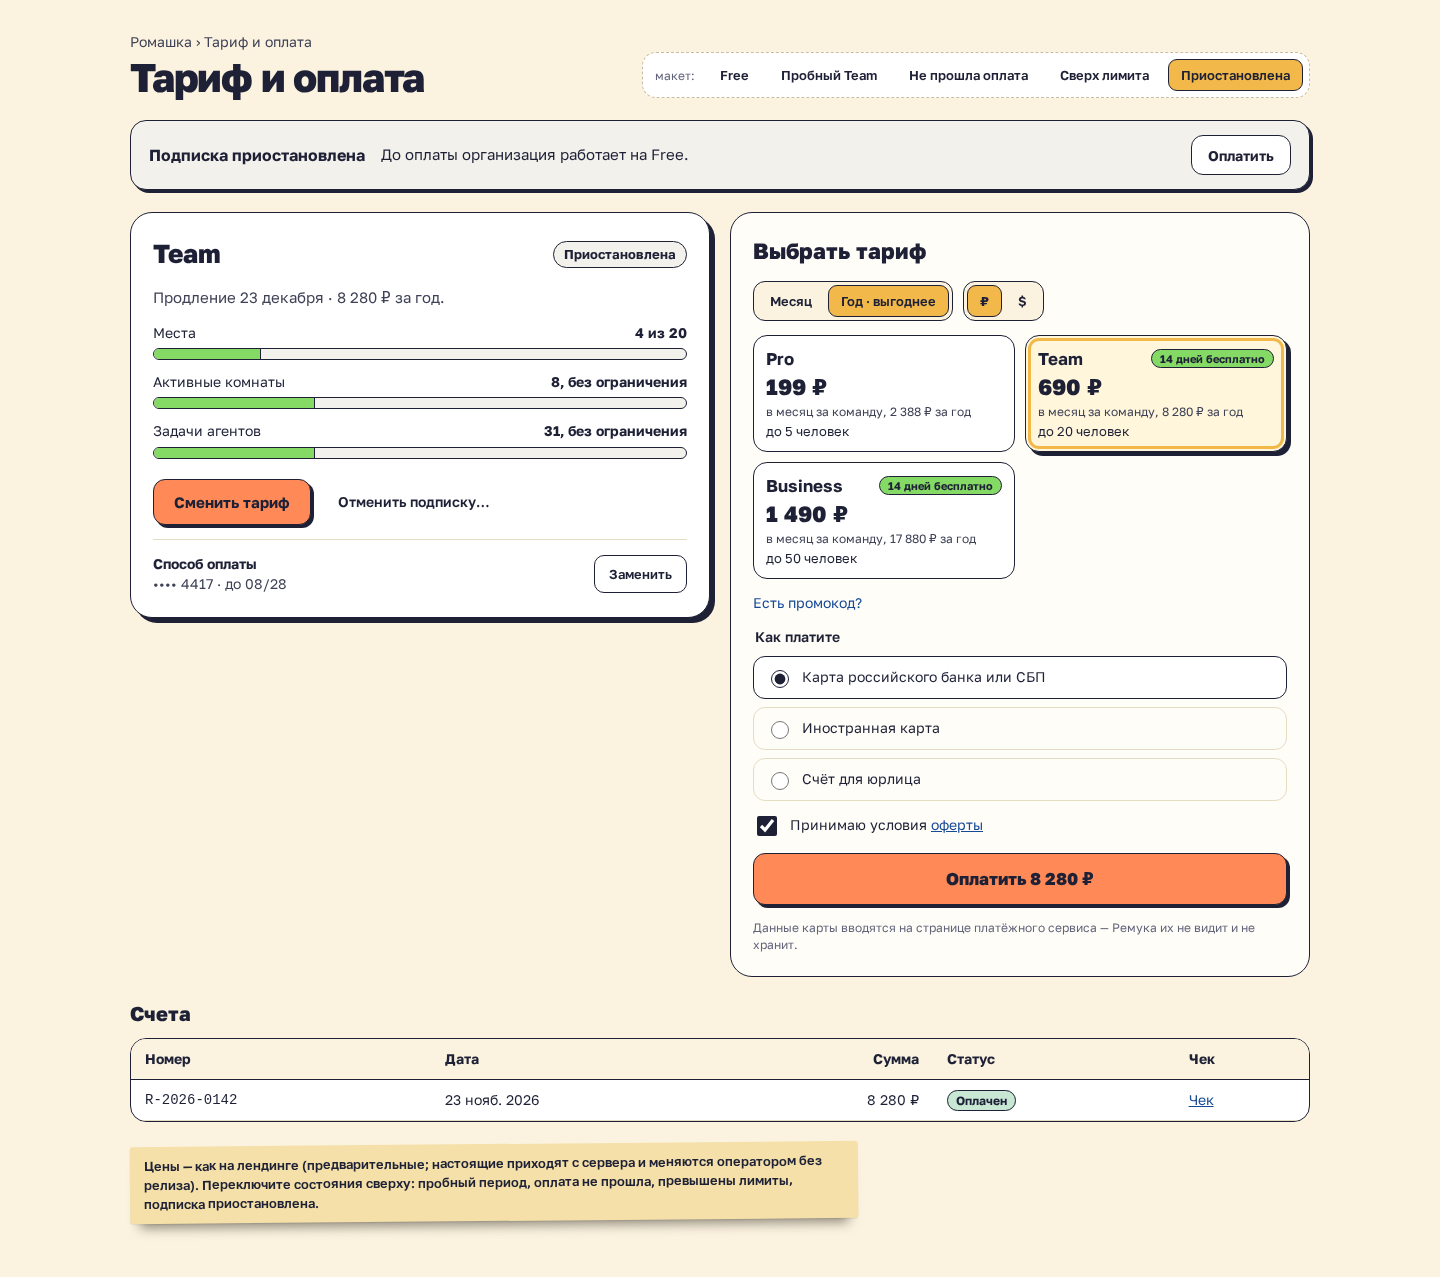 Ромашка › Тариф и оплата
Тариф и оплата
макет: Free Пробный Team Не прошла оплата Сверх лимита Приостановлена
Подписка приостановлена До оплаты организация работает на Free. Оплатить
Team Приостановлена
Продление 23 декабря · 8 280 ₽ за год.
Места 4 из 20
Активные комнаты 8, без ограничения
Задачи агентов 31, без ограничения
Сменить тариф Отменить подписку…
Способ оплаты
•••• 4417 · до 08/28
Заменить
Выбрать тариф
Месяц Год · выгоднее ₽ $
Pro
199 ₽
в месяц за команду, 2 388 ₽ за год
до 5 человек
Team 14 дней бесплатно
690 ₽
в месяц за команду, 8 280 ₽ за год
до 20 человек
Business 14 дней бесплатно
1 490 ₽
в месяц за команду, 17 880 ₽ за год
до 50 человек
Есть промокод?
Как платите
Карта российского банка или СБП
Иностранная карта
Счёт для юрлица
Принимаю условия оферты
Оплатить 8 280 ₽
Данные карты вводятся на странице платёжного сервиса — Ремука их не видит и не
хранит.
Счета
Номер Дата Сумма Статус Чек
R-2026-0142 23 нояб. 2026 8 280 ₽ Оплачен Чек
Цены — как на лендинге (предварительные; настоящие приходят с сервера и меняются оператором без
релиза). Переключите состояния сверху: пробный период, оплата не прошла, превышены лимиты,
подписка приостановлена.